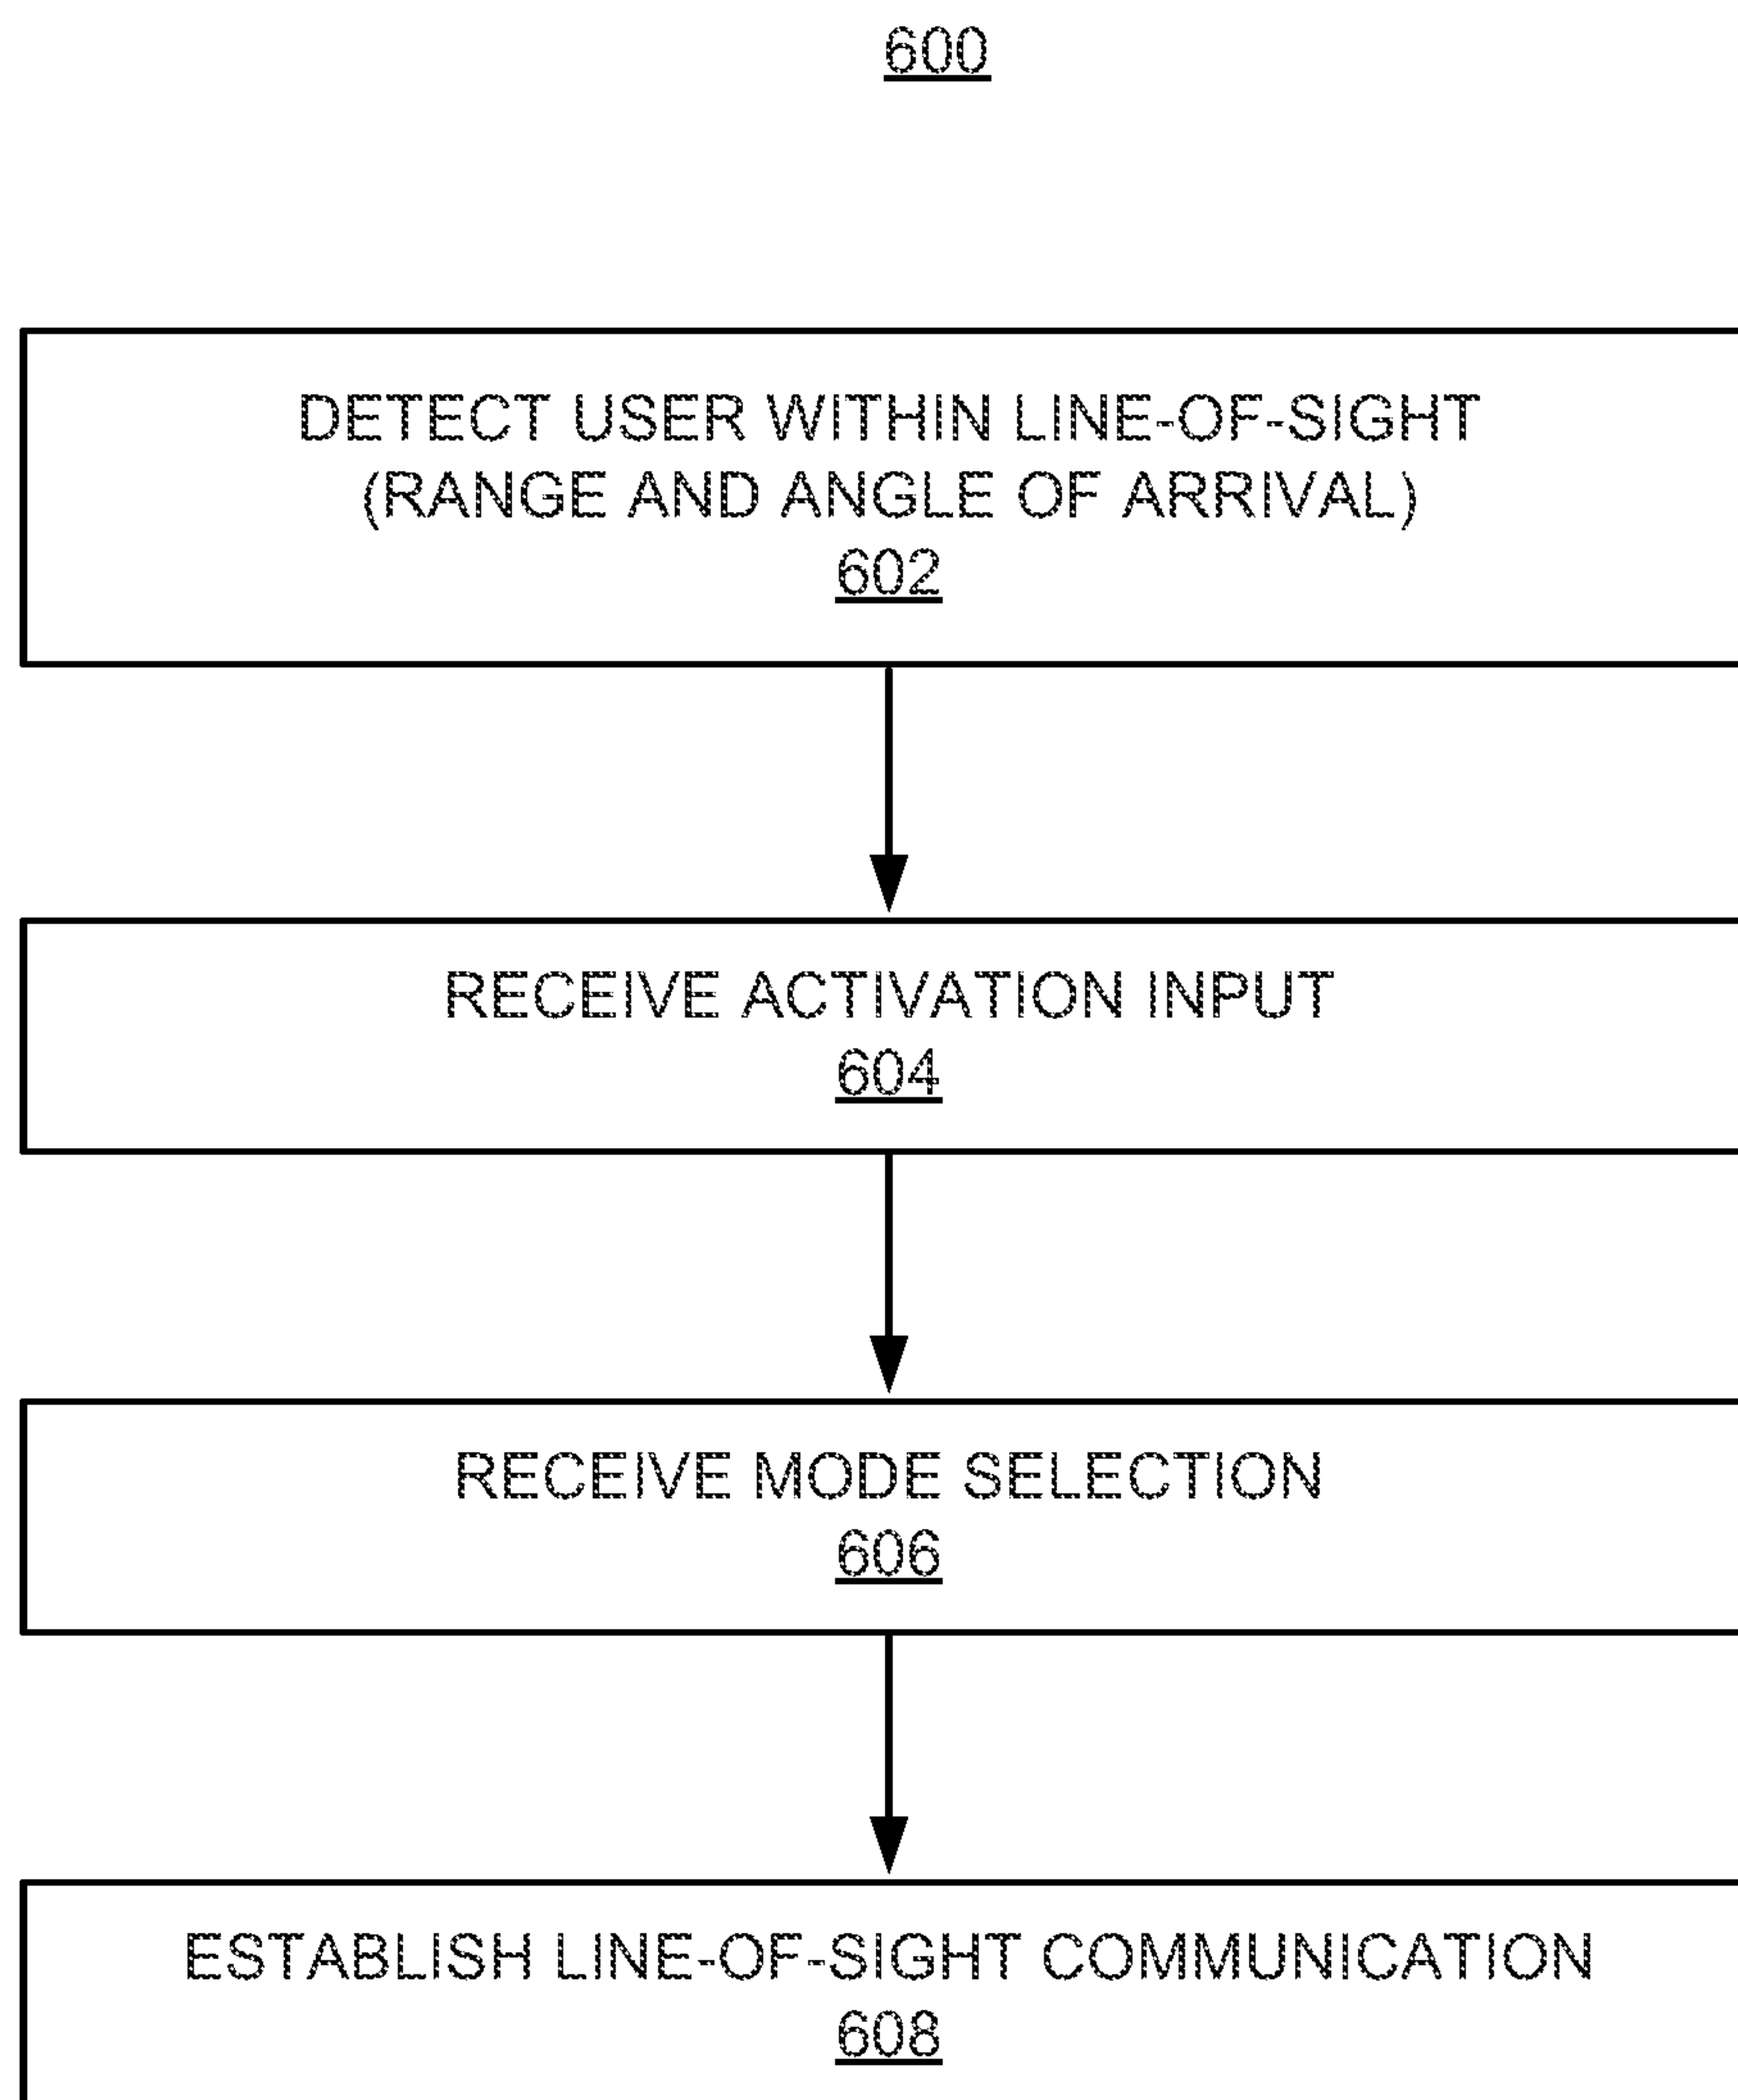 600
DETECT USER WITHIN LINE-OF-SIGHT
(RANGE AND ANGLE OF ARRIVAL)
602
RECEIVE ACTIVATION INPUT
604
RECEIVE MODE SELECTION
606
ESTABLISH LINE-OF-SIGHT COMMUNICATION
608